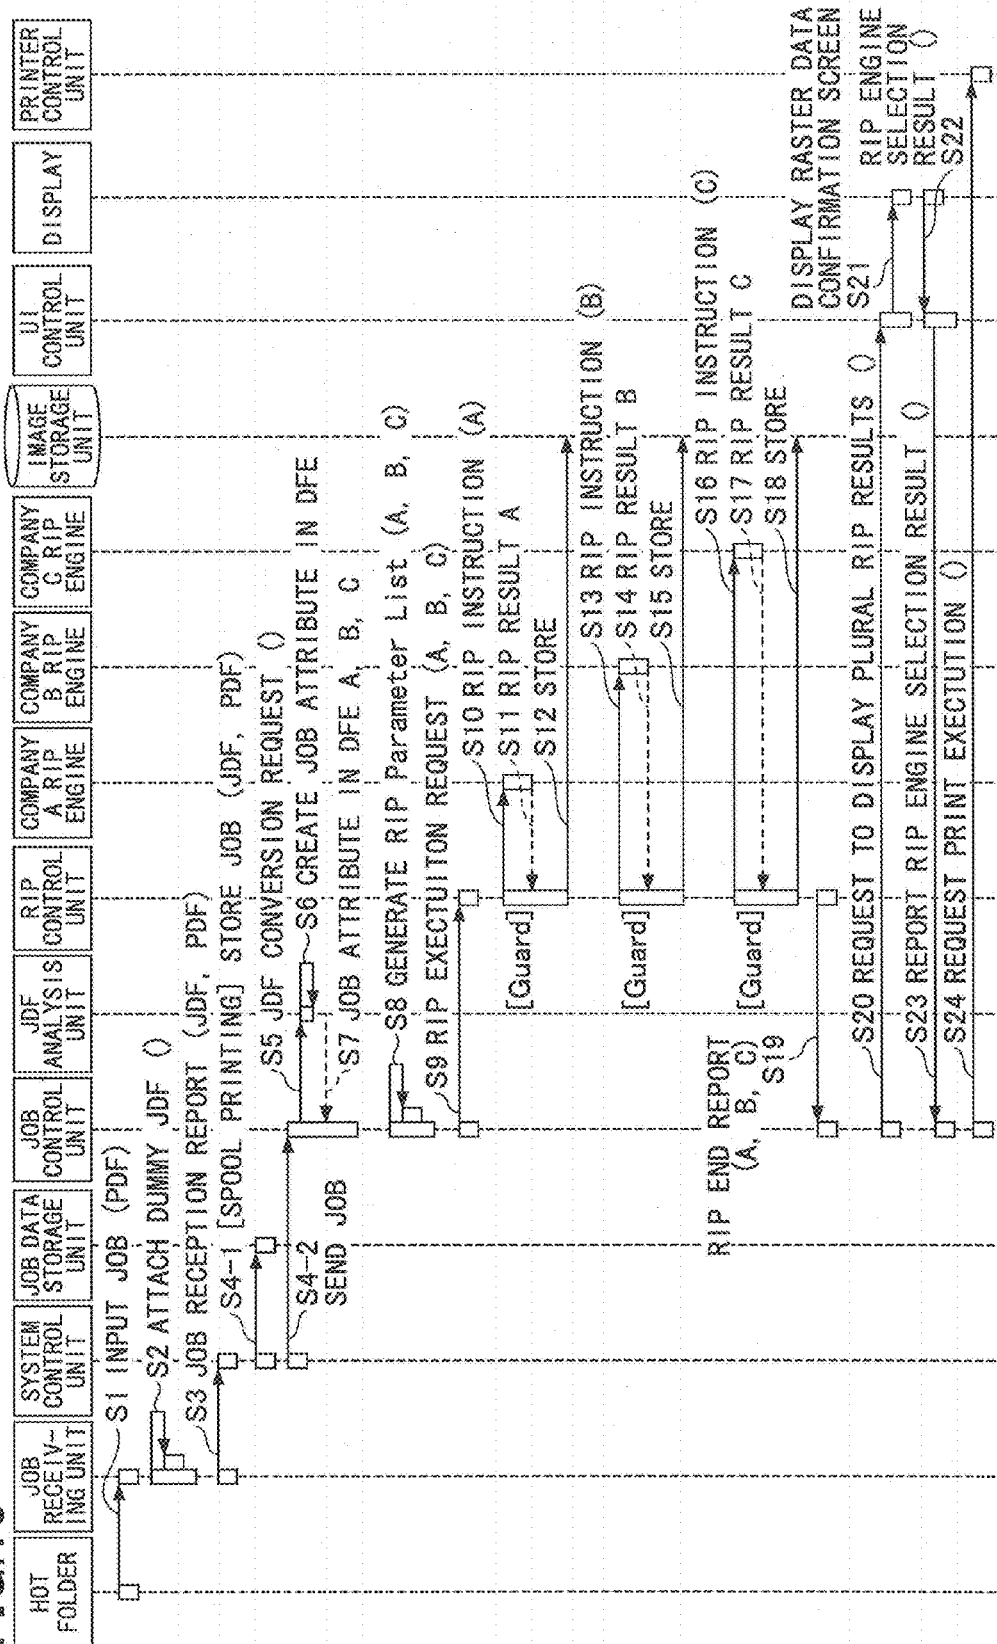 HOT
FOLDER
JOB
RECEIV-
ING UNIT
SYSTEM
CONTROL
UNIT
JOB DATA
STORAGE
UNIT
JOB
CONTROL
UNIT
JDF
ANALYSIS
UNIT
RIP
CONTROL
UNIT
COMPANY
A RIP
ENGINE
COMPANY
B RIP
ENGINE
COMPANY
C RIP
ENGINE
IMAGE
STORAGE
UNIT
UI
CONTROL
UNIT
DISPLAY
PRINTER
CONTROL
UNIT
S1 INPUT JOB (PDF)
S2 ATTACH DUMMY JDF ()
S3 JOB RECEPTION REPORT (JDF, PDF)
S4-1 [SPOOL PRINTING] STORE JOB (JDF, PDF)
S4-2
SEND JOB
S5 JDF CONVERSION REQUEST ()
S6 CREATE JOB ATTRIBUTE IN DFE
S7 JOB ATTRIBUTE IN DFE A, B, C
S8 GENERATE RIP Parameter List (A, B, C)
S9 RIP EXECTUITON REQUEST (A, B, C)
S10 RIP INSTRUCTION (A)
S11 RIP RESULT A
[Guard]
S12 STORE
S13 RIP INSTRUCTION (B)
S14 RIP RESULT B
[Guard]
S15 STORE
S16 RIP INSTRUCTION (C)
S17 RIP RESULT C
[Guard]
S18 STORE
RIP END REPORT
(A, B, C)
S19
S20 REQUEST TO DISPLAY PLURAL RIP RESULTS ()
DISPLAY RASTER DATA
CONFIRMATION SCREEN
S21
RIP ENGINE
SELECTION
RESULT ()
S22
S23 REPORT RIP ENGINE SELECTION RESULT ()
S24 REQUEST PRINT EXECTUTION ()